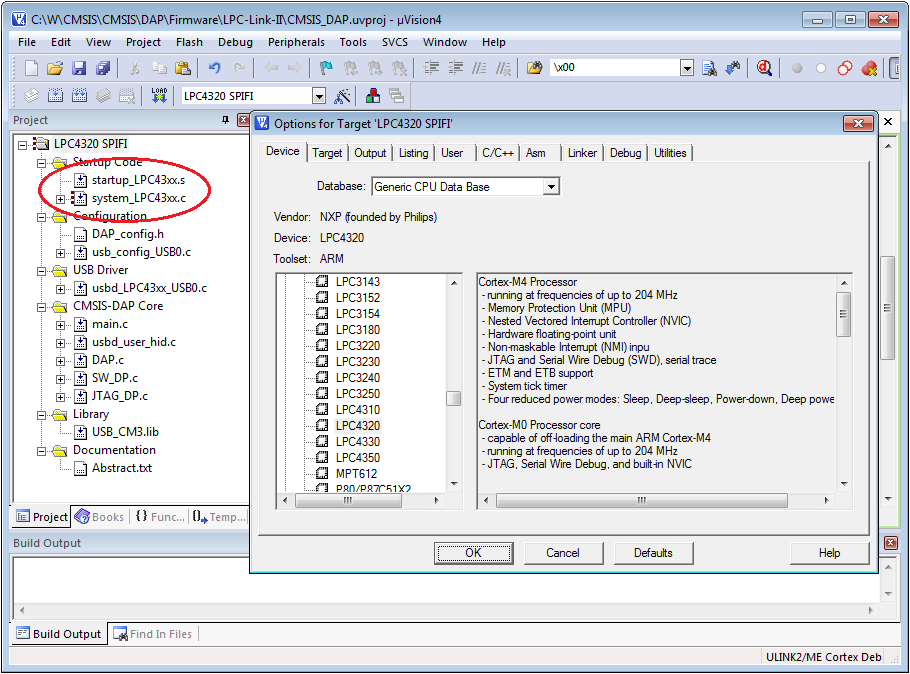 C:\W\CMSIS\CMSIS\DAP\Firmware\LPC-Link-II\CMSIS_DAP.uvproj - µVision4
File Edit View Project Flash Debug Peripherals Tools SVCS Window Help
\x00
LOAD
LPC4320 SPIFI
Project
LPC4320 SPIFI
Startup Code
startup_LPC43xx.s
system_LPC43xx.c
Configuration
DAP_config.h
usb_config_USB0.c
USB Driver
usbd_LPC43xx_USB0.c
CMSIS-DAP Core
main.c
usbd_user_hid.c
DAP.c
SW_DP.c
JTAG_DP.c
Library
USB_CM3.lib
Documentation
Abstract.txt
Project Books {} Func... 0 Temp...
Options for Target 'LPC4320 SPIFI'
Device Target Output Listing User C/C++ Asm Linker Debug Utilities
Database: Generic CPU Data Base
Vendor: NXP (founded by Philips)
Device: LPC4320
Toolset: ARM
LPC3143
LPC3152
LPC3154
LPC3180
LPC3220
LPC3230
LPC3240
LPC3250
LPC4310
LPC4320
LPC4330
LPC4350
MPT612
P80/P87C51X2
Cortex-M4 Processor
- running at frequencies of up to 204 MHz
- Memory Protection Unit (MPU)
- Nested Vectored Interrupt Controller (NVIC)
- Hardware floating-point unit
- Non-maskable Interrupt (NMI) inpu
- JTAG and Serial Wire Debug (SWD), serial trace
- ETM and ETB support
- System tick timer
- Four reduced power modes: Sleep, Deep-sleep, Power-down, Deep powe
Cortex-M0 Processor core
- capable of off-loading the main ARM Cortex-M4
- running at frequencies of up to 204 MHz
- JTAG, Serial Wire Debug, and built-in NVIC
OK Cancel Defaults Help
Build Output
Build Output Find In Files
ULINK2/ME Cortex Deb